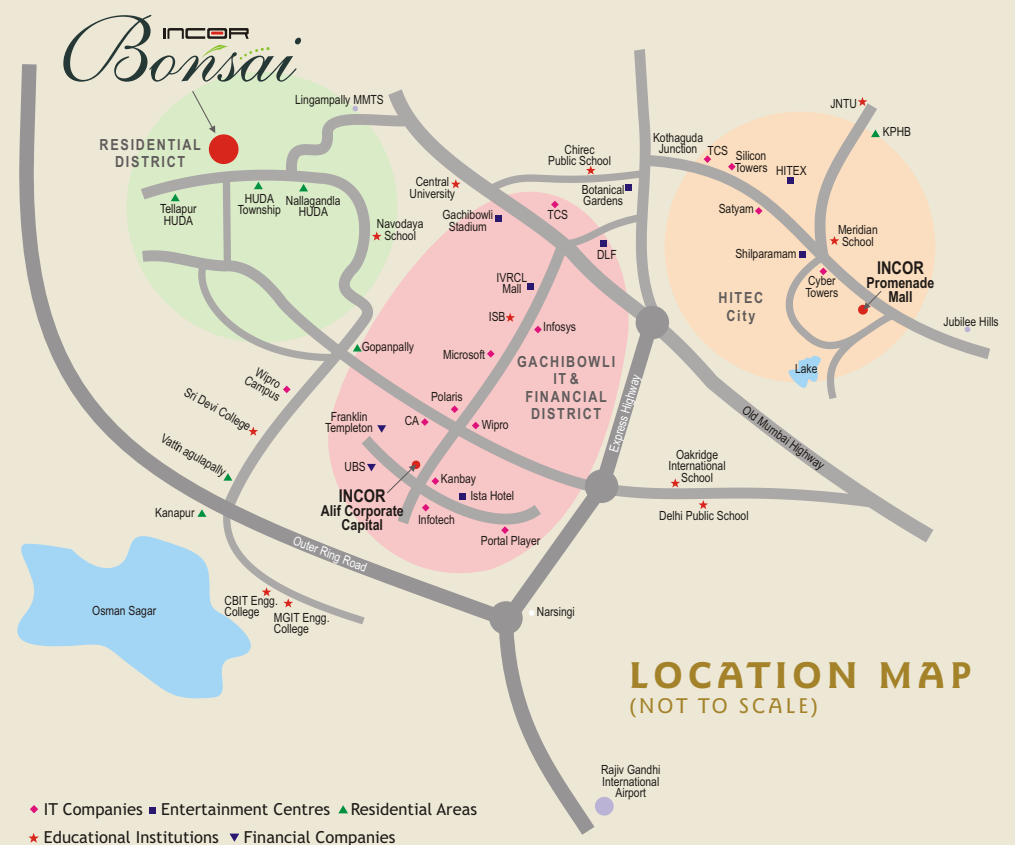 INCOR
Bonsai
Lingampally MMTS
RESIDENTIAL
DISTRICT
Tellapur
HUDA
HUDA
Township
Nallagandla
HUDA
Navodaya
School
Central
University
Chirec
Public School
Botanical
Gardens
Gachibowli
Stadium
TCS
DLF
IVRCL
Mall
ISB
Infosys
Microsoft
GACHIBOWLI
IT &
FINANCIAL
DISTRICT
Kothaguda
Junction
TCS
Silicon
Towers
HITEX
JNTU
KPHB
Satyam
Meridian
School
Shilparamam
Cyber
Towers
INCOR
Promenade
Mall
HITEC
City
Jubilee Hills
Lake
Gopanpally
Wipro
Campus
Sri Devi College
Vattinagulapally
Kanapur
Polaris
CA
Wipro
Franklin
Templeton
UBS
INCOR
Alif Corporate
Capital
Kanbay
Ista Hotel
Infotech
Portal Player
Express Highway
Old Mumbai Highway
Oakridge
International
School
Delhi Public School
Outer Ring Road
Osman Sagar
CBIT Engg.
College
MGIT Engg.
College
Narsingi
LOCATION MAP
(NOT TO SCALE)
Rajiv Gandhi
International
Airport
IT Companies Entertainment Centres Residential Areas
Educational Institutions Financial Companies